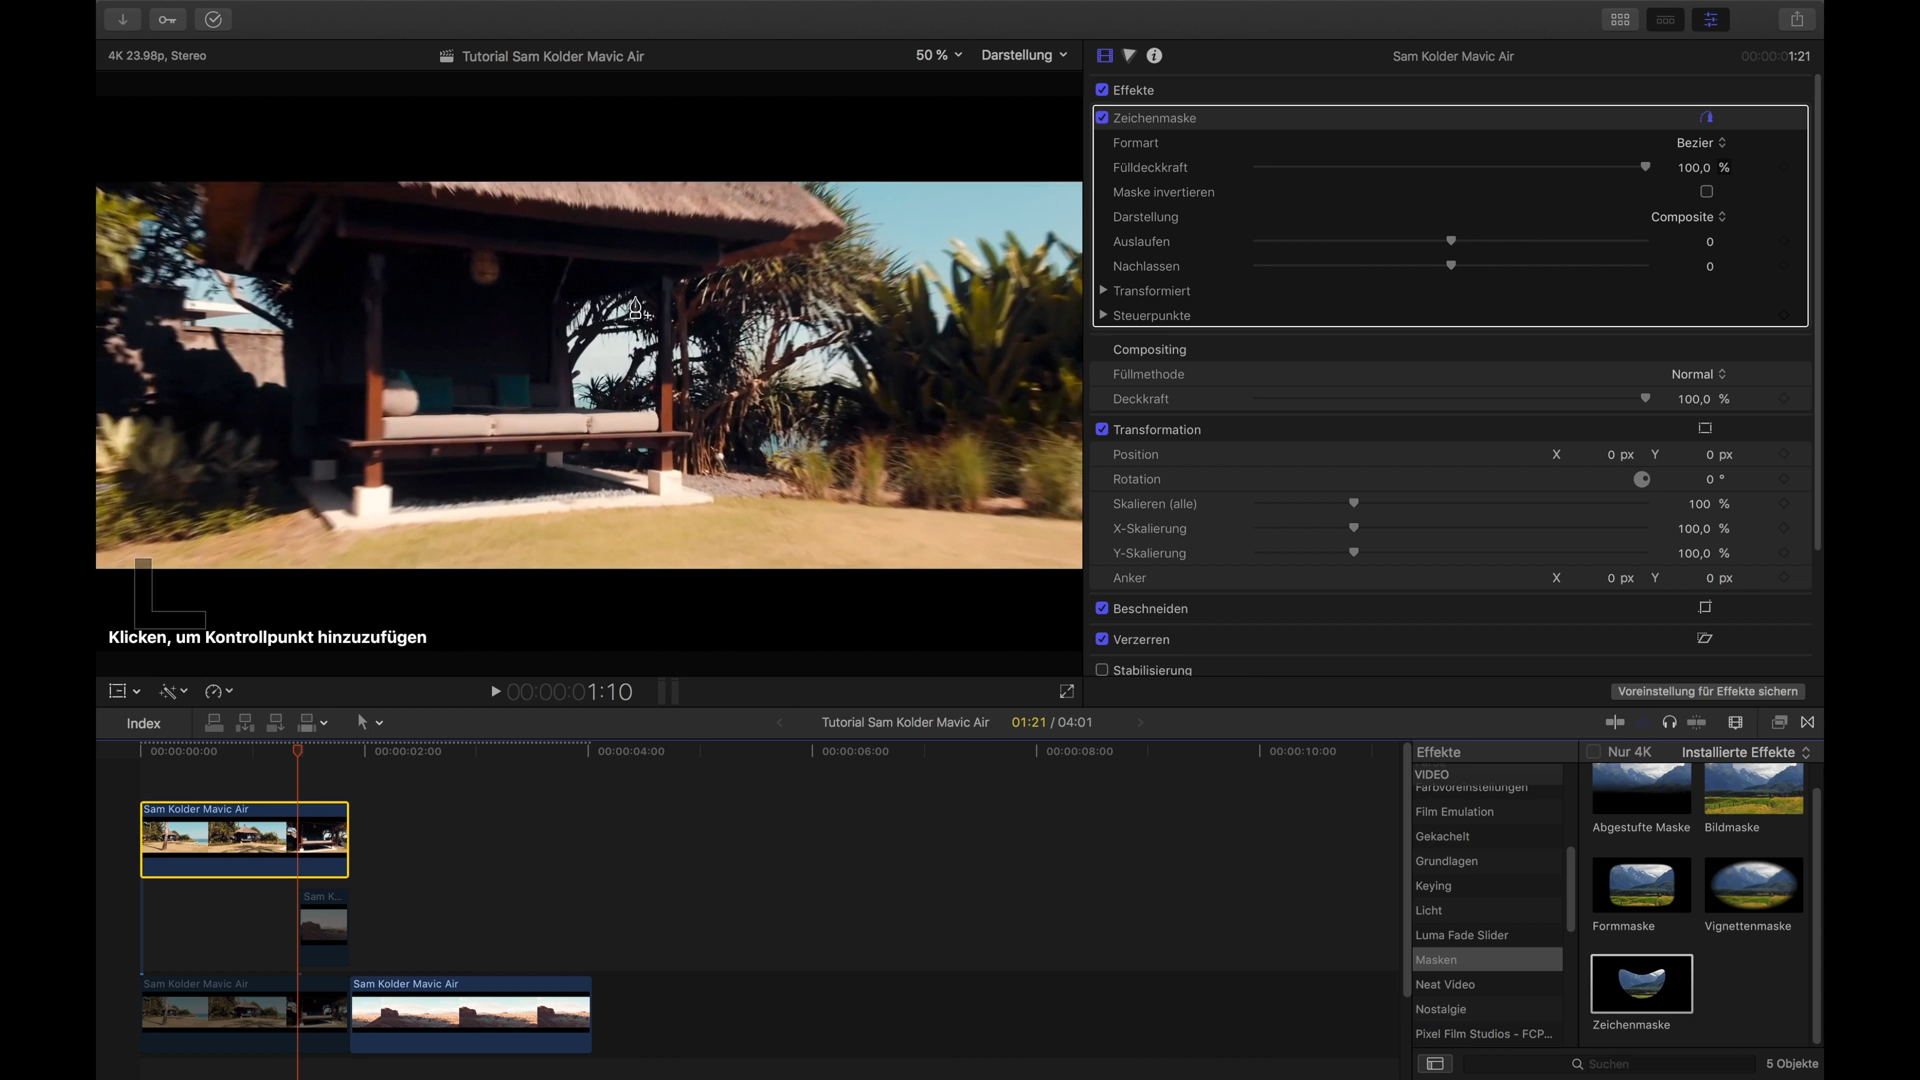 4K 23.98p, Stereo
Tutorial Sam Kolder Mavic Air
50 %
Darstellung
Sam Kolder Mavic Air
00:00:01:21
Effekte
Zeichenmaske
Formart
Bezier
Fülldeckkraft
100,0 %
Maske invertieren
Darstellung
Composite
Auslaufen
0
Nachlassen
0
Transformiert
Steuerpunkte
Compositing
Füllmethode
Normal
Deckkraft
100,0 %
Transformation
Position
X 0 px Y 0 px
Rotation
0 °
Skalieren (alle)
100 %
X-Skalierung
100,0 %
Y-Skalierung
100,0 %
Anker
X 0 px Y 0 px
Beschneiden
Verzerren
Stabilisierung
Klicken, um Kontrollpunkt hinzuzufügen
00:00:01:10
Voreinstellung für Effekte sichern
Index
Tutorial Sam Kolder Mavic Air
01:21 / 04:01
00:00:00:00
00:00:02:00
00:00:04:00
00:00:06:00
00:00:08:00
00:00:10:00
Sam Kolder Mavic Air
Sam K...
Sam Kolder Mavic Air
Sam Kolder Mavic Air
Effekte
Nur 4K
Installierte Effekte
VIDEO
Farbvoreinstellungen
Film Emulation
Gekachelt
Grundlagen
Keying
Licht
Luma Fade Slider
Masken
Neat Video
Nostalgie
Pixel Film Studios - FCP...
Abgestufte Maske
Bildmaske
Formmaske
Vignettenmaske
Zeichenmaske
Suchen
5 Objekte